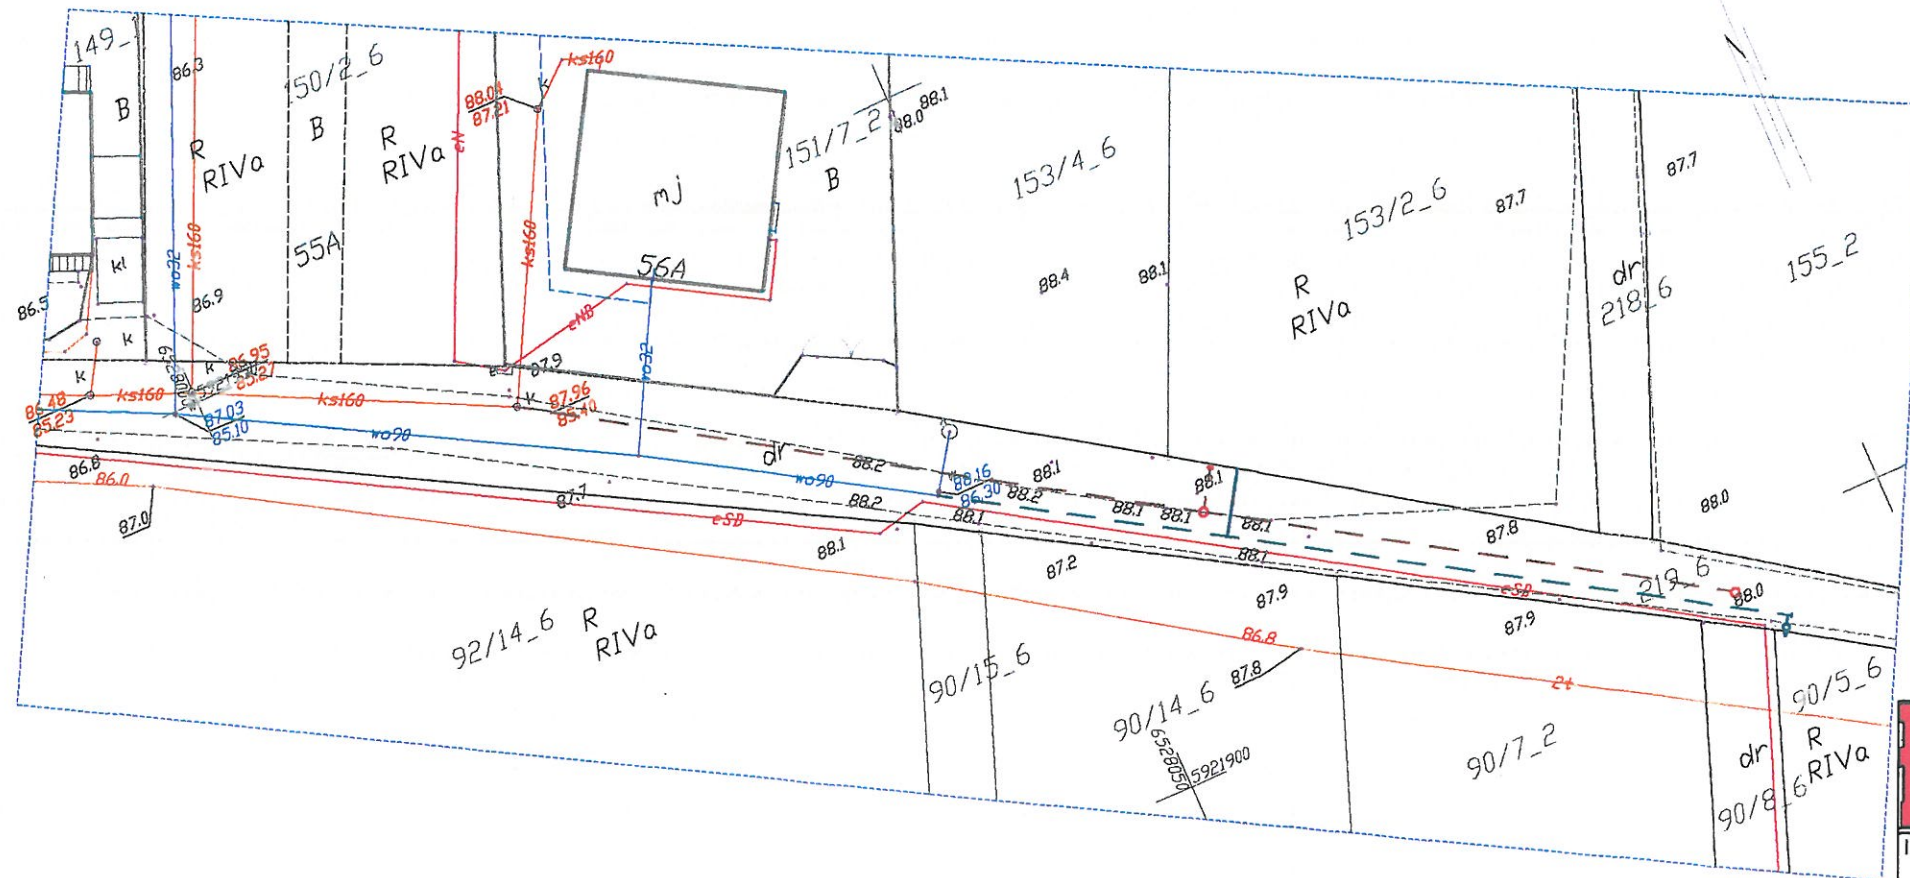 149_
B
86.3
R
RIVa
150/2_6
B
R
RIVa
eN
88.04
87.21
k
ks160
mj
151/7_2
B
88.1
88.0
153/4_6
153/2_6
87.7
87.7
155_2
dr
218_6
R
RIVa
88.4
88.1
55A
ks160
wo32
ks160
56A
kl
86.5
86.9
eNB
wo32
k
k
k
86.95
85.27
87.9
86.48
85.23
ks160
ks160
k
87.96
85.40
87.03
85.10
wo90
dr
88.2
wo90
88.2
88.16
86.30
88.2
88.1
88.1
88.1
88.1
88.1
88.1
88.1
87.8
88.0
86.8
86.0
87.0
87.7
eSB
88.1
87.2
87.9
eSB
219_6
88.0
87.9
92/14_6
R
RIVa
90/15_6
86.8
90/14_6
87.8
2t
90/5_6
R
RIVa
6528050
5921900
90/7_2
dr
90/8_6